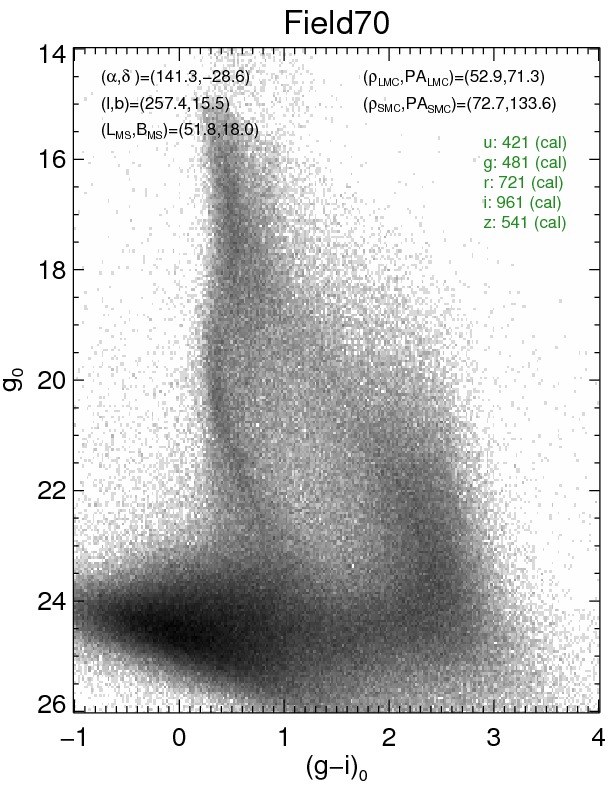 Field70
(α,δ)=(141.3,−28.6)
(ρLMC,PALMC)=(52.9,71.3)
(l,b)=(257.4,15.5)
(ρSMC,PASMC)=(72.7,133.6)
(LMS,BMS)=(51.8,18.0)
u: 421 (cal)
g: 481 (cal)
r: 721 (cal)
i: 961 (cal)
z: 541 (cal)
14
16
18
20
22
24
26
g0
−1 0 1 2 3 4
(g−i)0